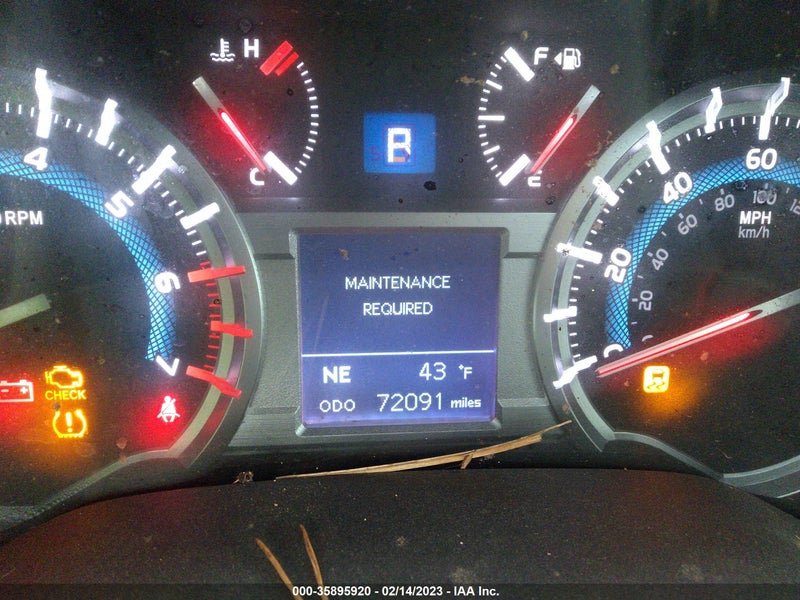 H
F
C
E
4
5
6
7
RPM
CHECK
MAINTENANCE
REQUIRED
NE 43 °F
ODO 72091 miles
0
20
40
60
20
40
60
80
100
MPH
km/h
000-35895920 - 02/14/2023 - IAA Inc.